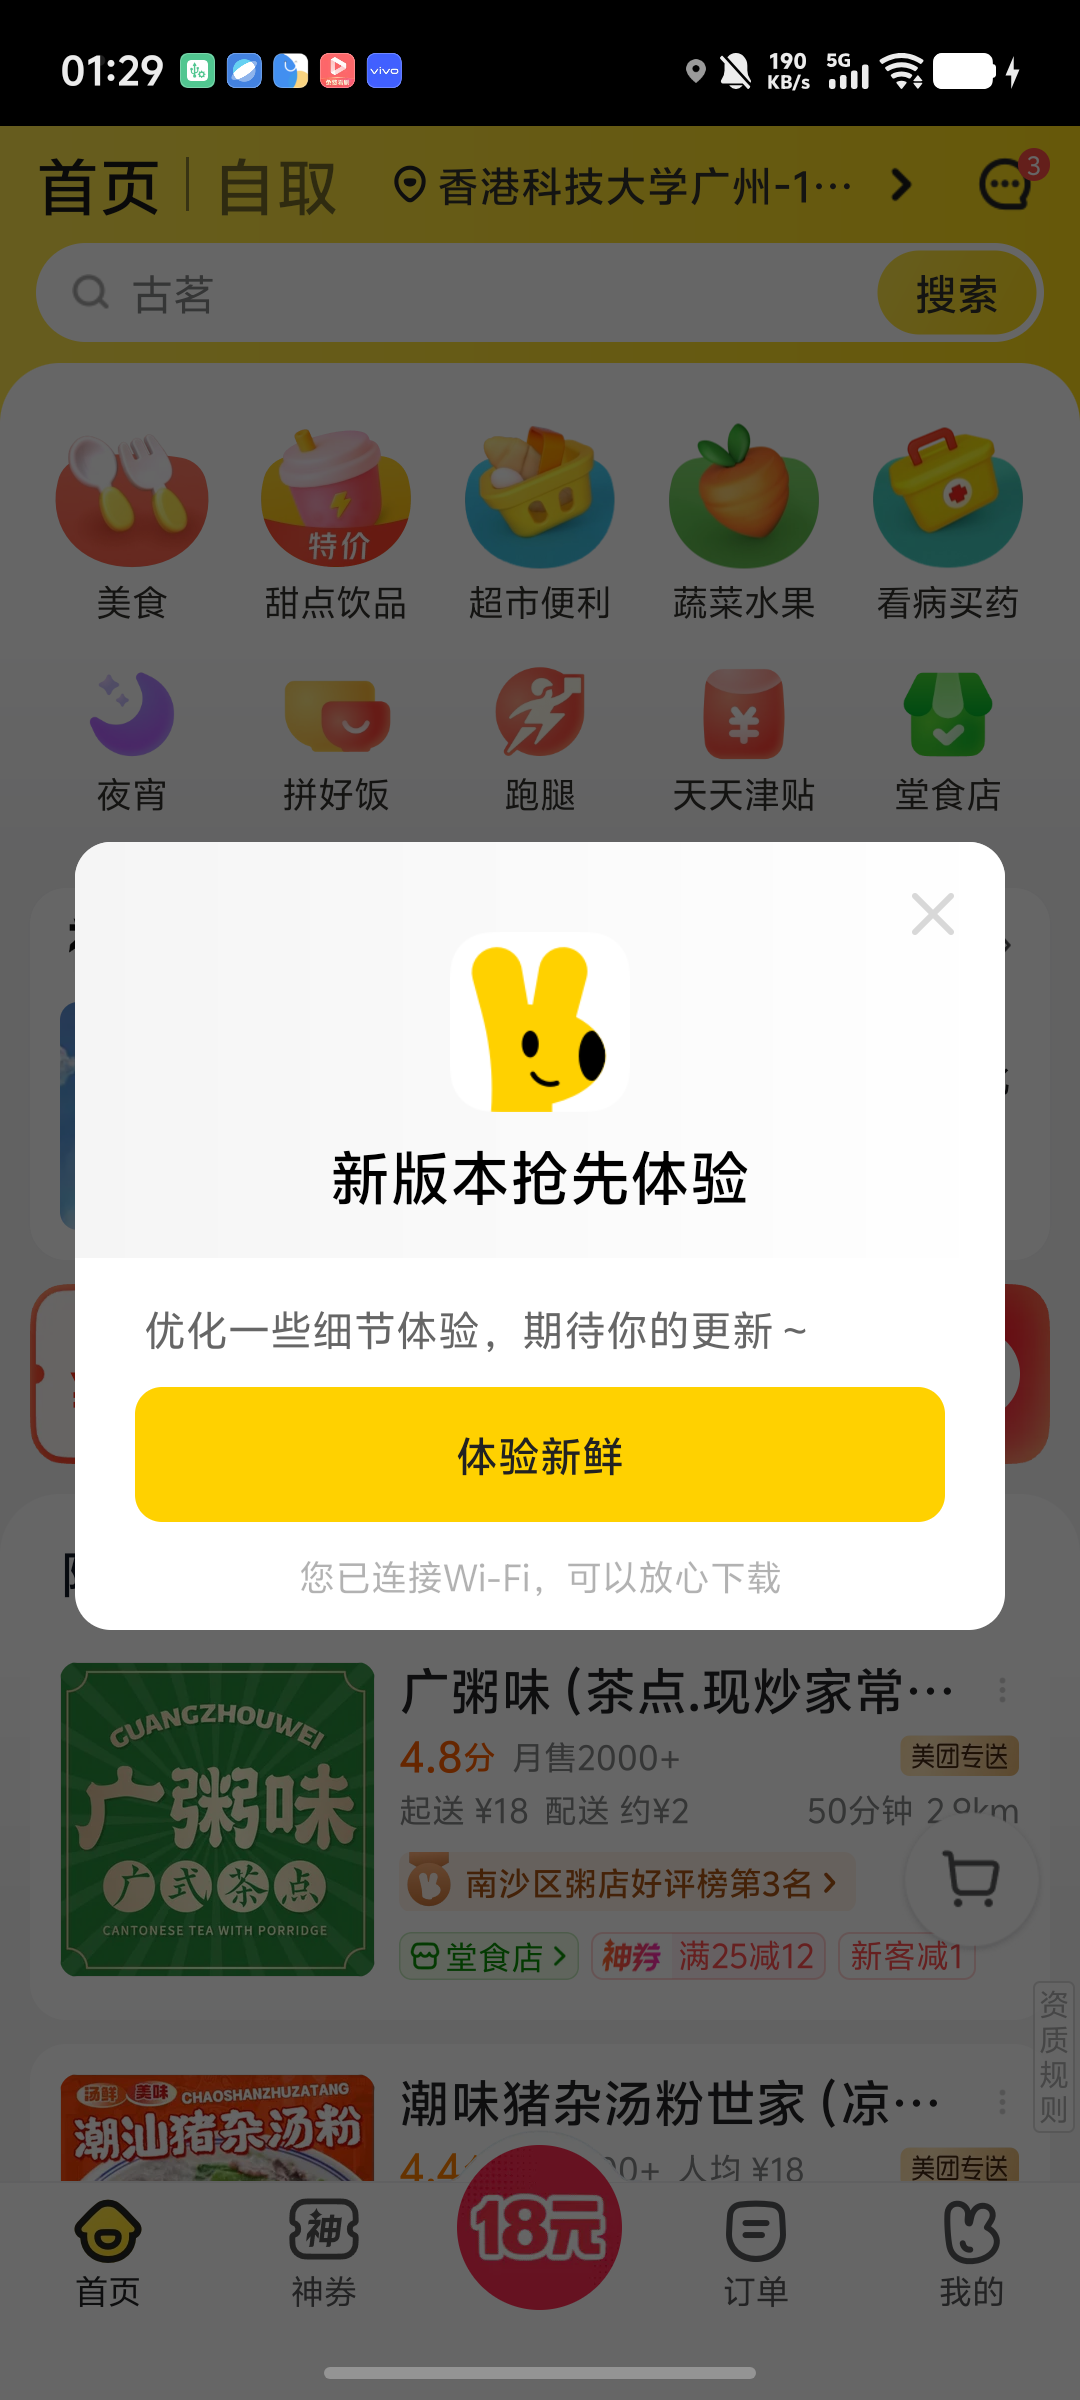 01:29
vivo
190 KB/s
5G
首页
自取
香港科技大学广州-1…
3
古茗
搜索
特价
美食
甜点饮品
超市便利
蔬菜水果
看病买药
夜宵
拼好饭
跑腿
天天津贴
堂食店
新版本抢先体验
优化一些细节体验，期待你的更新～
体验新鲜
您已连接Wi-Fi，可以放心下载
GUANGZHOUWEI
广粥味
广式茶点
CANTONESE TEA WITH PORRIDGE
广粥味 (茶点.现炒家常…
4.8分 月售2000+
美团专送
起送 ¥18 配送 约¥2
50分钟
南沙区粥店好评榜第3名
堂食店
神券 满25减12
新客减1
资质规则
汤鲜 美味 CHAOSHANZHUZATANG
潮汕猪杂汤粉
潮味猪杂汤粉世家 (凉…
4.4
00+ 人均 ¥18
美团专送
18元
神
首页
神券
订单
我的